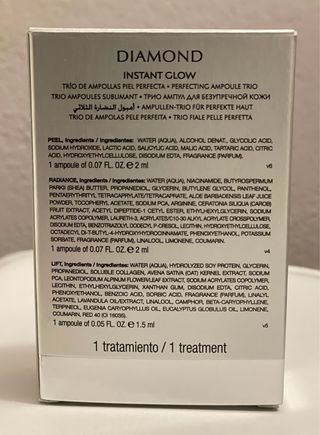 DIAMOND
INSTANT GLOW
TRÍO DE AMPOLLAS PIEL PERFECTA • PERFECTING AMPOULE TRIO
TRIO AMPOULES SUBLIMANT • ТРИО АМПУЛ ДЛЯ БЕЗУПРЕЧНОЙ КОЖИ
أمبول النضارة الثلاثي • AMPULLEN-TRIO FÜR PERFEKTE HAUT
TRIO DE AMPOLAS PELE PERFEITA • TRIO FIALE PELLE PERFETTA
PEEL, Ingredients / Ingredientes: WATER (AQUA), ALCOHOL DENAT., GLYCOLIC ACID,
SODIUM HYDROXIDE, LACTIC ACID, SALICYLIC ACID, MALIC ACID, TARTARIC ACID, CITRIC
ACID, HYDROXYETHYLCELLULOSE, DISODIUM EDTA, FRAGRANCE (PARFUM).
1 ampoule of 0.07 FL. OZ. ℮ 2 ml v6
RADIANCE, Ingredients / Ingredientes: WATER (AQUA), NIACINAMIDE, BUTYROSPERMUM
PARKII (SHEA) BUTTER, PROPANEDIOL, GLYCERIN, BUTYLENE GLYCOL, PANTHENOL,
PENTAERYTHRITYL TETRACAPRYLATE/TETRACAPRATE, ALOE BARBADENSIS LEAF JUICE
POWDER, TOCOPHERYL ACETATE, SODIUM PCA, ARGININE, CERATONIA SILIQUA (CAROB)
FRUIT EXTRACT, ACETYL DIPEPTIDE-1 CETYL ESTER, ETHYLHEXYLGLYCERIN, SODIUM
ACRYLATES COPOLYMER, LAURETH-3, ACRYLATES/C10-30 ALKYL ACRYLATE CROSSPOLYMER,
DISODIUM EDTA, BENZOTRIAZOLYL DODECYL P-CRESOL, LECITHIN, HYDROXYETHYLCELLULOSE,
OCTADECYL DI-T-BUTYL-4-HYDROXYHYDROCINNAMATE, PHENOXYETHANOL, POTASSIUM
SORBATE, FRAGRANCE (PARFUM), LINALOOL, LIMONENE, COUMARIN.
1 ampoule of 0.07 FL. OZ. ℮ 2 ml v4
LIFT, Ingredients / Ingredientes: WATER (AQUA), HYDROLYZED SOY PROTEIN, GLYCERIN,
PROPANEDIOL, SOLUBLE COLLAGEN, AVENA SATIVA (OAT) KERNEL EXTRACT, SODIUM
PCA, LEONTOPODIUM ALPINUM FLOWER/LEAF EXTRACT, SODIUM ACRYLATES COPOLYMER,
LECITHIN, ETHYLHEXYLGLYCERIN, XANTHAN GUM, DISODIUM EDTA, CITRIC ACID,
PHENOXYETHANOL, BENZOIC ACID, SORBIC ACID, FRAGRANCE (PARFUM), LINALYL
ACETATE, LAVANDULA OIL/EXTRACT, LINALOOL, CAMPHOR, BETA-CARYOPHYLLENE,
TERPINEOL, EUGENIA CARYOPHYLLUS OIL, EUCALYPTUS GLOBULUS OIL, LIMONENE,
COUMARIN, RED 40 (CI 16035).
1 ampoule of 0.05 FL. OZ. ℮ 1.5 ml v5
1 tratamiento / 1 treatment